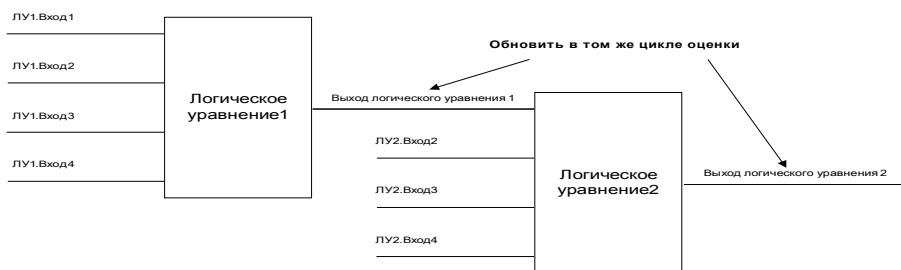 ЛУ1.Вход1
ЛУ1.Вход2
ЛУ1.Вход3
ЛУ1.Вход4
Логическое
уравнение1
Обновить в том же цикле оценки
Выход логического уравнения 1
ЛУ2.Вход2
ЛУ2.Вход3
ЛУ2.Вход4
Логическое
уравнение2
Выход логического уравнения 2